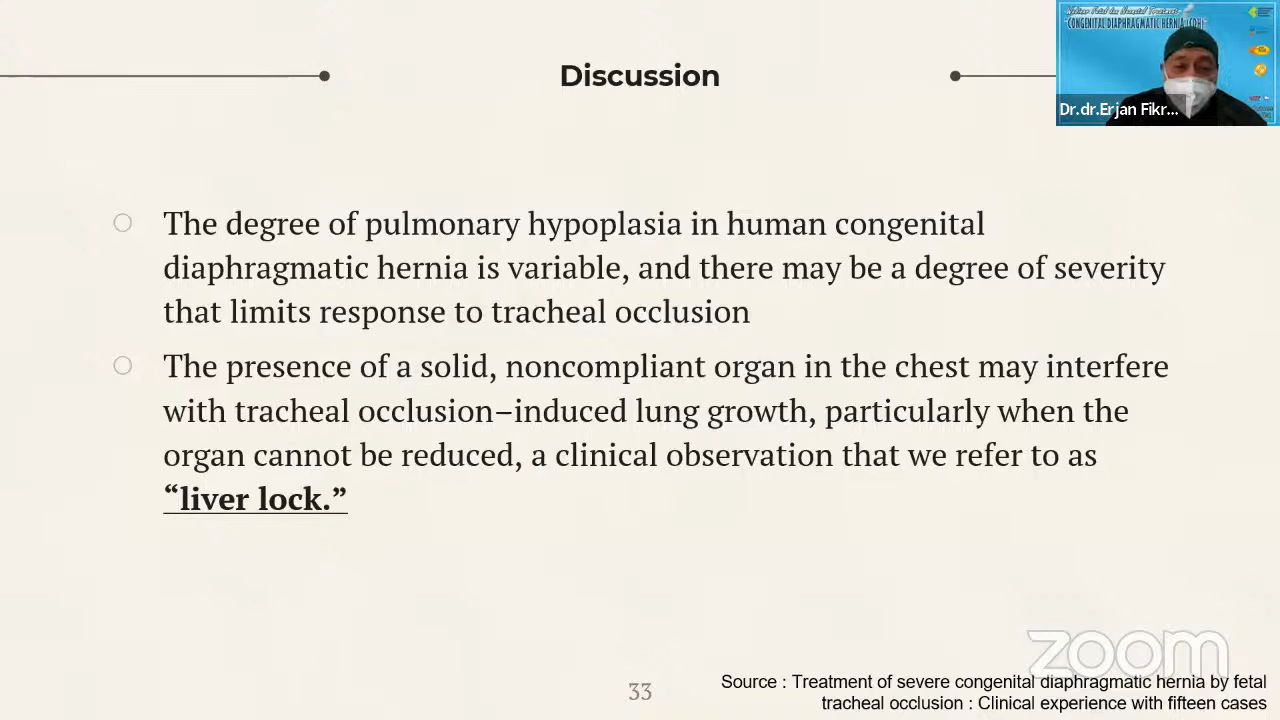 Discussion
CONGENITAL DIAPHRAGMATIC HERNIA (CDH)
Dr.dr.Erjan Fikr...
The degree of pulmonary hypoplasia in human congenital
diaphragmatic hernia is variable, and there may be a degree of severity
that limits response to tracheal occlusion
The presence of a solid, noncompliant organ in the chest may interfere
with tracheal occlusion–induced lung growth, particularly when the
organ cannot be reduced, a clinical observation that we refer to as
“liver lock.”
zoom
33
Source : Treatment of severe congenital diaphragmatic hernia by fetal
tracheal occlusion : Clinical experience with fifteen cases